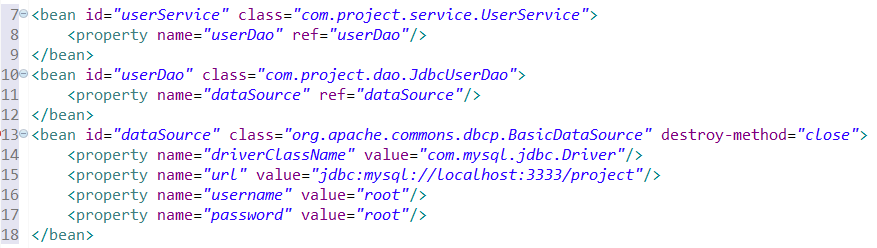 7 <bean id="userService" class="com.project.service.UserService">
8     <property name="userDao" ref="userDao"/>
9 </bean>
10 <bean id="userDao" class="com.project.dao.JdbcUserDao">
11     <property name="dataSource" ref="dataSource"/>
12 </bean>
13 <bean id="dataSource" class="org.apache.commons.dbcp.BasicDataSource" destroy-method="close">
14     <property name="driverClassName" value="com.mysql.jdbc.Driver"/>
15     <property name="url" value="jdbc:mysql://localhost:3333/project"/>
16     <property name="username" value="root"/>
17     <property name="password" value="root"/>
18 </bean>